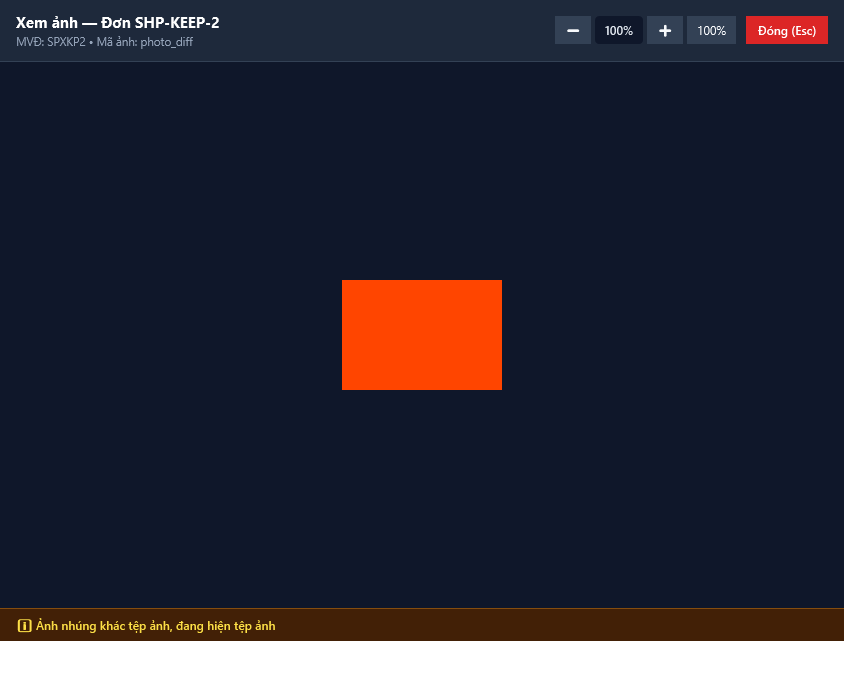 Xem ảnh — Đơn SHP-KEEP-2
MVĐ: SPXKP2 • Mã ảnh: photo_diff
100%
100%
Đóng (Esc)
Ảnh nhúng khác tệp ảnh, đang hiện tệp ảnh